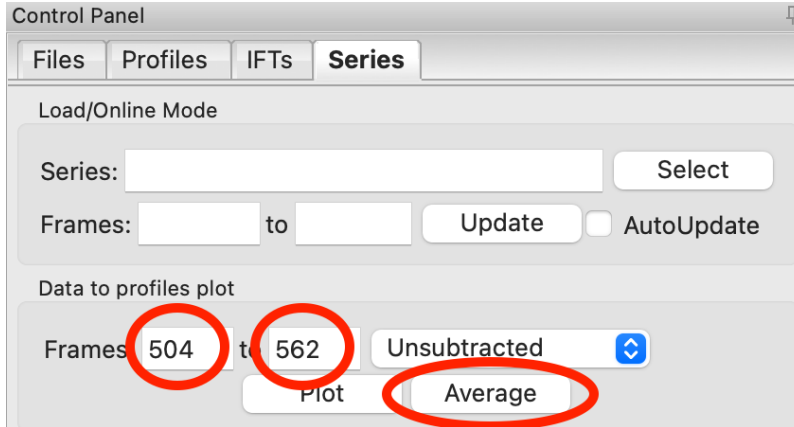 Control Panel
Files Profiles IFTs Series
Load/Online Mode
Series: Select
Frames: to Update AutoUpdate
Data to profiles plot
Frames 504 to 562 Unsubtracted
Plot Average